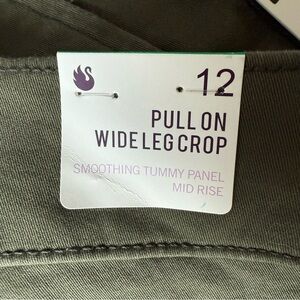 12
PULL ON
WIDE LEG CROP
SMOOTHING TUMMY PANEL
MID RISE